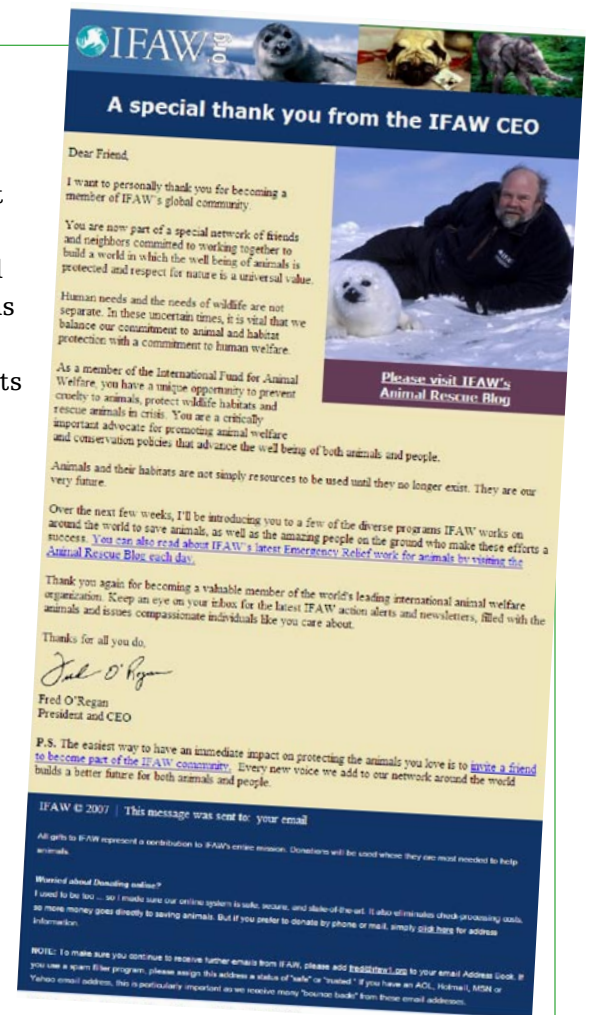 IFAW.org
A special thank you from the IFAW CEO
Dear Friend,
I want to personally thank you for becoming a
member of IFAW's global community.
You are now part of a special network of friends
and neighbors committed to working together to
build a world in which the well being of animals is
protected and respect for nature is a universal value.
Human needs and the needs of wildlife are not
separate. In these uncertain times, it is vital that we
balance our commitment to animal and habitat
protection with a commitment to human welfare.
As a member of the International Fund for Animal
Welfare, you have a unique opportunity to prevent
cruelty to animals, protect wildlife habitats and
rescue animals in crisis. You are a critically
important advocate for promoting animal welfare
and conservation policies that advance the well being of both animals and people.
Please visit IFAW's
Animal Rescue Blog
Animals and their habitats are not simply resources to be used until they no longer exist. They are our
very future.
Over the next few weeks, I'll be introducing you to a few of the diverse programs IFAW works on
around the world to save animals, as well as the amazing people on the ground who make these efforts a
success. You can also read about IFAW's latest Emergency Relief work for animals by visiting the
Animal Rescue Blog each day.
Thank you again for becoming a valuable member of the world's leading international animal welfare
organization. Keep an eye on your inbox for the latest IFAW action alerts and newsletters, filled with the
animals and issues compassionate individuals like you care about.
Thanks for all you do,
Fred O'Regan
Fred O'Regan
President and CEO
P.S. The easiest way to have an immediate impact on protecting the animals you love is to invite a friend
to become part of the IFAW community. Every new voice we add to our network around the world
builds a better future for both animals and people.
IFAW © 2007 | This message was sent to: your email
All gifts to IFAW represent a contribution to IFAW's entire mission. Donations will be used where they are most needed to help
animals.
Worried about Donating online?
I used to be too ... so I made sure our online system is safe, secure, and state-of-the-art. It also eliminates check-processing costs,
so more money goes directly to saving animals. But if you prefer to donate by phone or mail, simply click here for address
information.
NOTE: To make sure you continue to receive further emails from IFAW, please add to your email Address Book. If
you use a spam filter program, please assign this address a status of "safe" or "trusted." If you have an AOL, Hotmail, MSN or
Yahoo email address, this is particularly important as we receive many "bounce backs" from these email addresses.